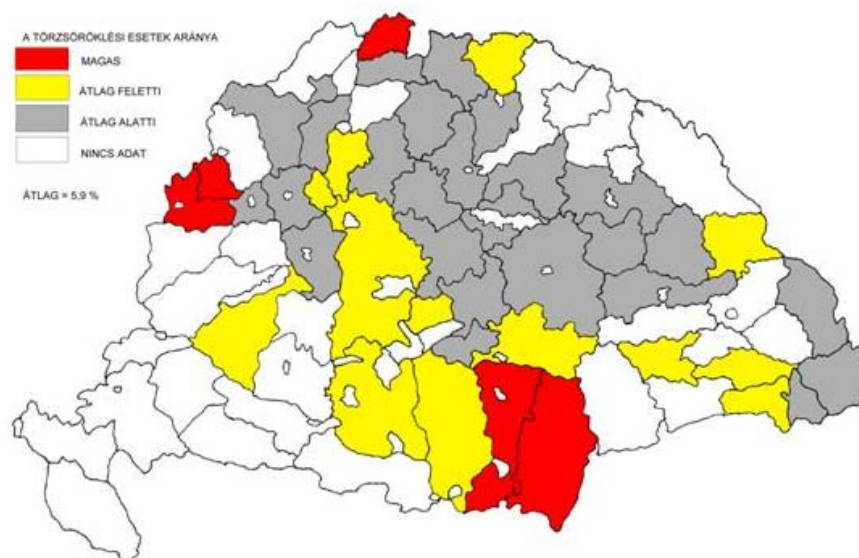 A TÖRZSÖRÖKLÉSI ESETEK ARÁNYA
MAGAS
ÁTLAG FELETTI
ÁTLAG ALATTI
NINCS ADAT
ÁTLAG = 5,9 %